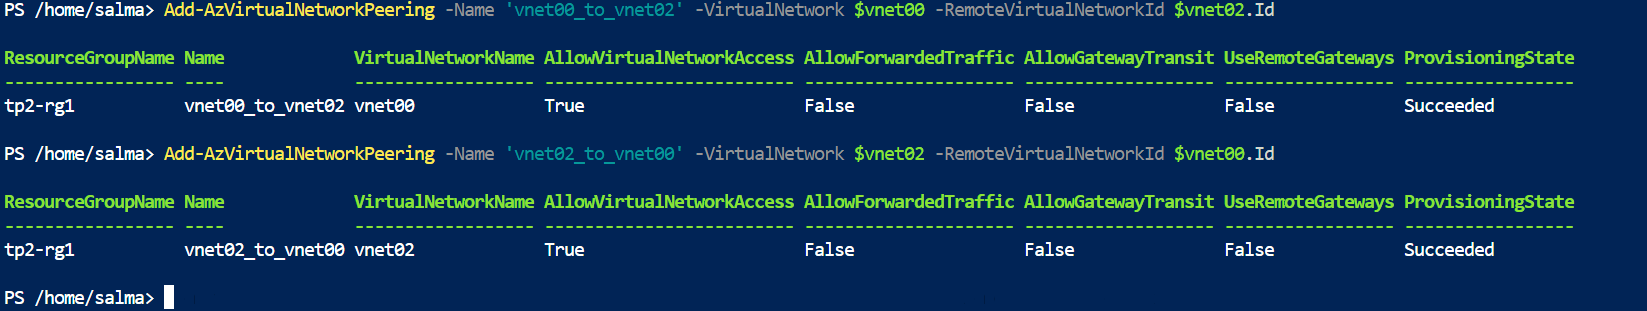 PS /home/salma> Add-AzVirtualNetworkPeering -Name 'vnet00_to_vnet02' -VirtualNetwork $vnet00 -RemoteVirtualNetworkId $vnet02.Id
ResourceGroupName Name VirtualNetworkName AllowVirtualNetworkAccess AllowForwardedTraffic AllowGatewayTransit UseRemoteGateways ProvisioningState
----------------- ---- ------------------ ------------------------- --------------------- ------------------- ----------------- -----------------
tp2-rg1 vnet00_to_vnet02 vnet00 True False False False Succeeded
PS /home/salma> Add-AzVirtualNetworkPeering -Name 'vnet02_to_vnet00' -VirtualNetwork $vnet02 -RemoteVirtualNetworkId $vnet00.Id
ResourceGroupName Name VirtualNetworkName AllowVirtualNetworkAccess AllowForwardedTraffic AllowGatewayTransit UseRemoteGateways ProvisioningState
----------------- ---- ------------------ ------------------------- --------------------- ------------------- ----------------- -----------------
tp2-rg1 vnet02_to_vnet00 vnet02 True False False False Succeeded
PS /home/salma>